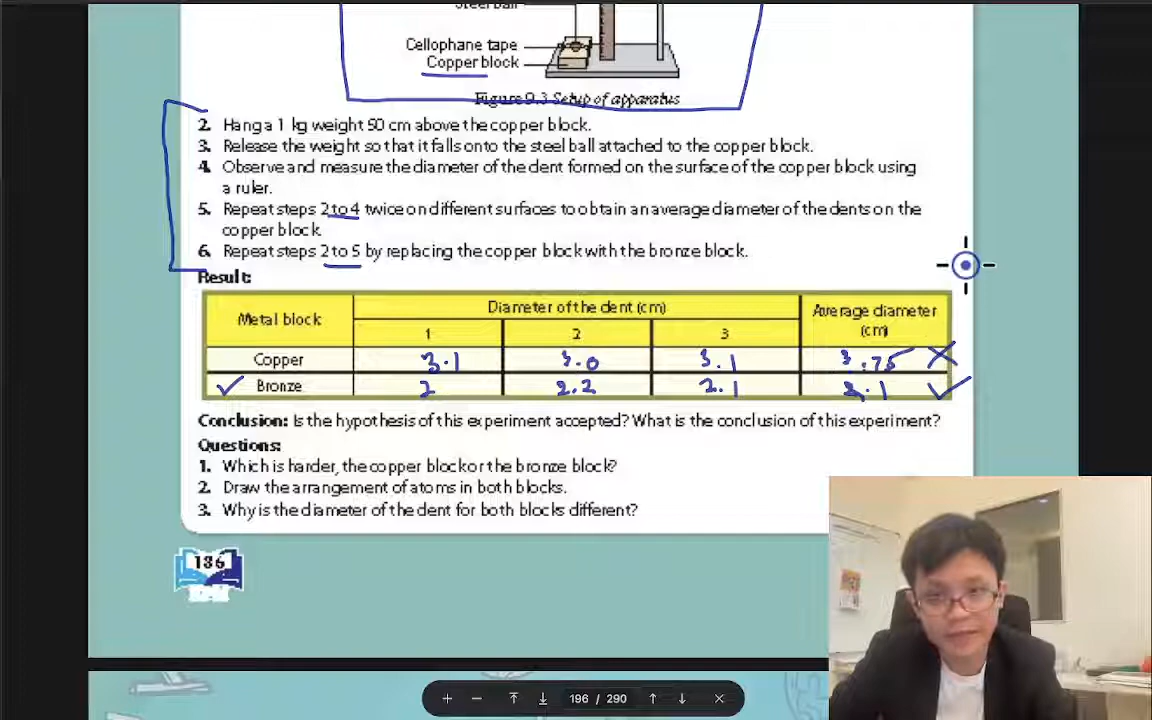 Steel ball
Cellophane tape
Copper block
Figure 9.3 Setup of apparatus
2. Hang a 1 kg weight 50 cm above the copper block.
3. Release the weight so that it falls onto the steel ball attached to the copper block.
4. Observe and measure the diameter of the dent formed on the surface of the copper block using
a ruler.
5. Repeat steps 2 to 4 twice on different surfaces to obtain an average diameter of the dents on the
copper block.
6. Repeat steps 2 to 5 by replacing the copper block with the bronze block.
Result:
Metal block Diameter of the dent (cm) Average diameter
(cm)
1 2 3
Copper 3.1 3.0 3.1 3.75
Bronze 2 2.2 2.1 2.1
Conclusion: Is the hypothesis of this experiment accepted? What is the conclusion of this experiment?
Questions:
1. Which is harder, the copper block or the bronze block?
2. Draw the arrangement of atoms in both blocks.
3. Why is the diameter of the dent for both blocks different?
186
196 / 290